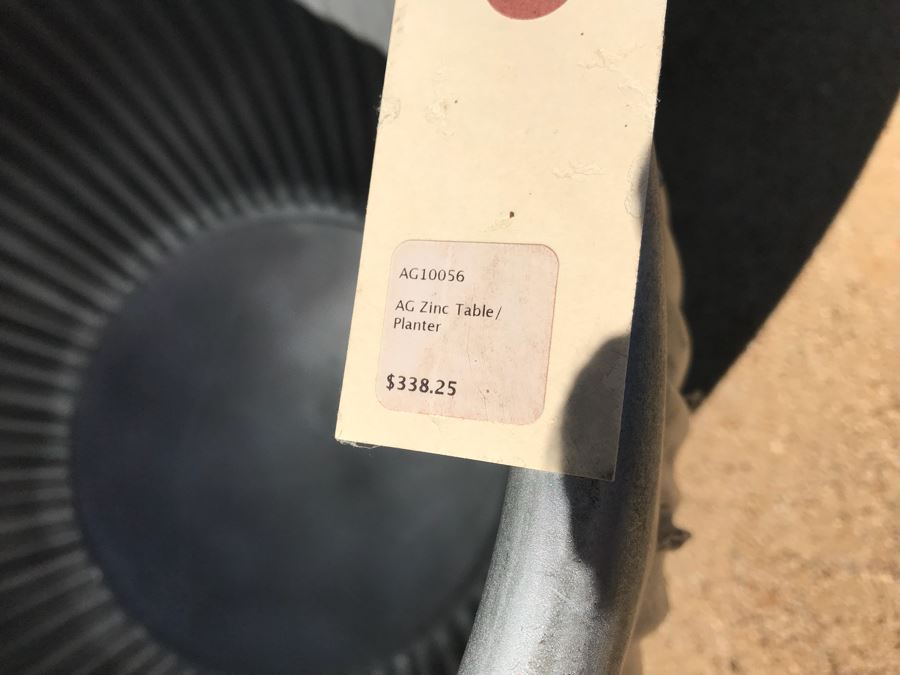 AG10056
AG Zinc Table/
Planter
$338.25